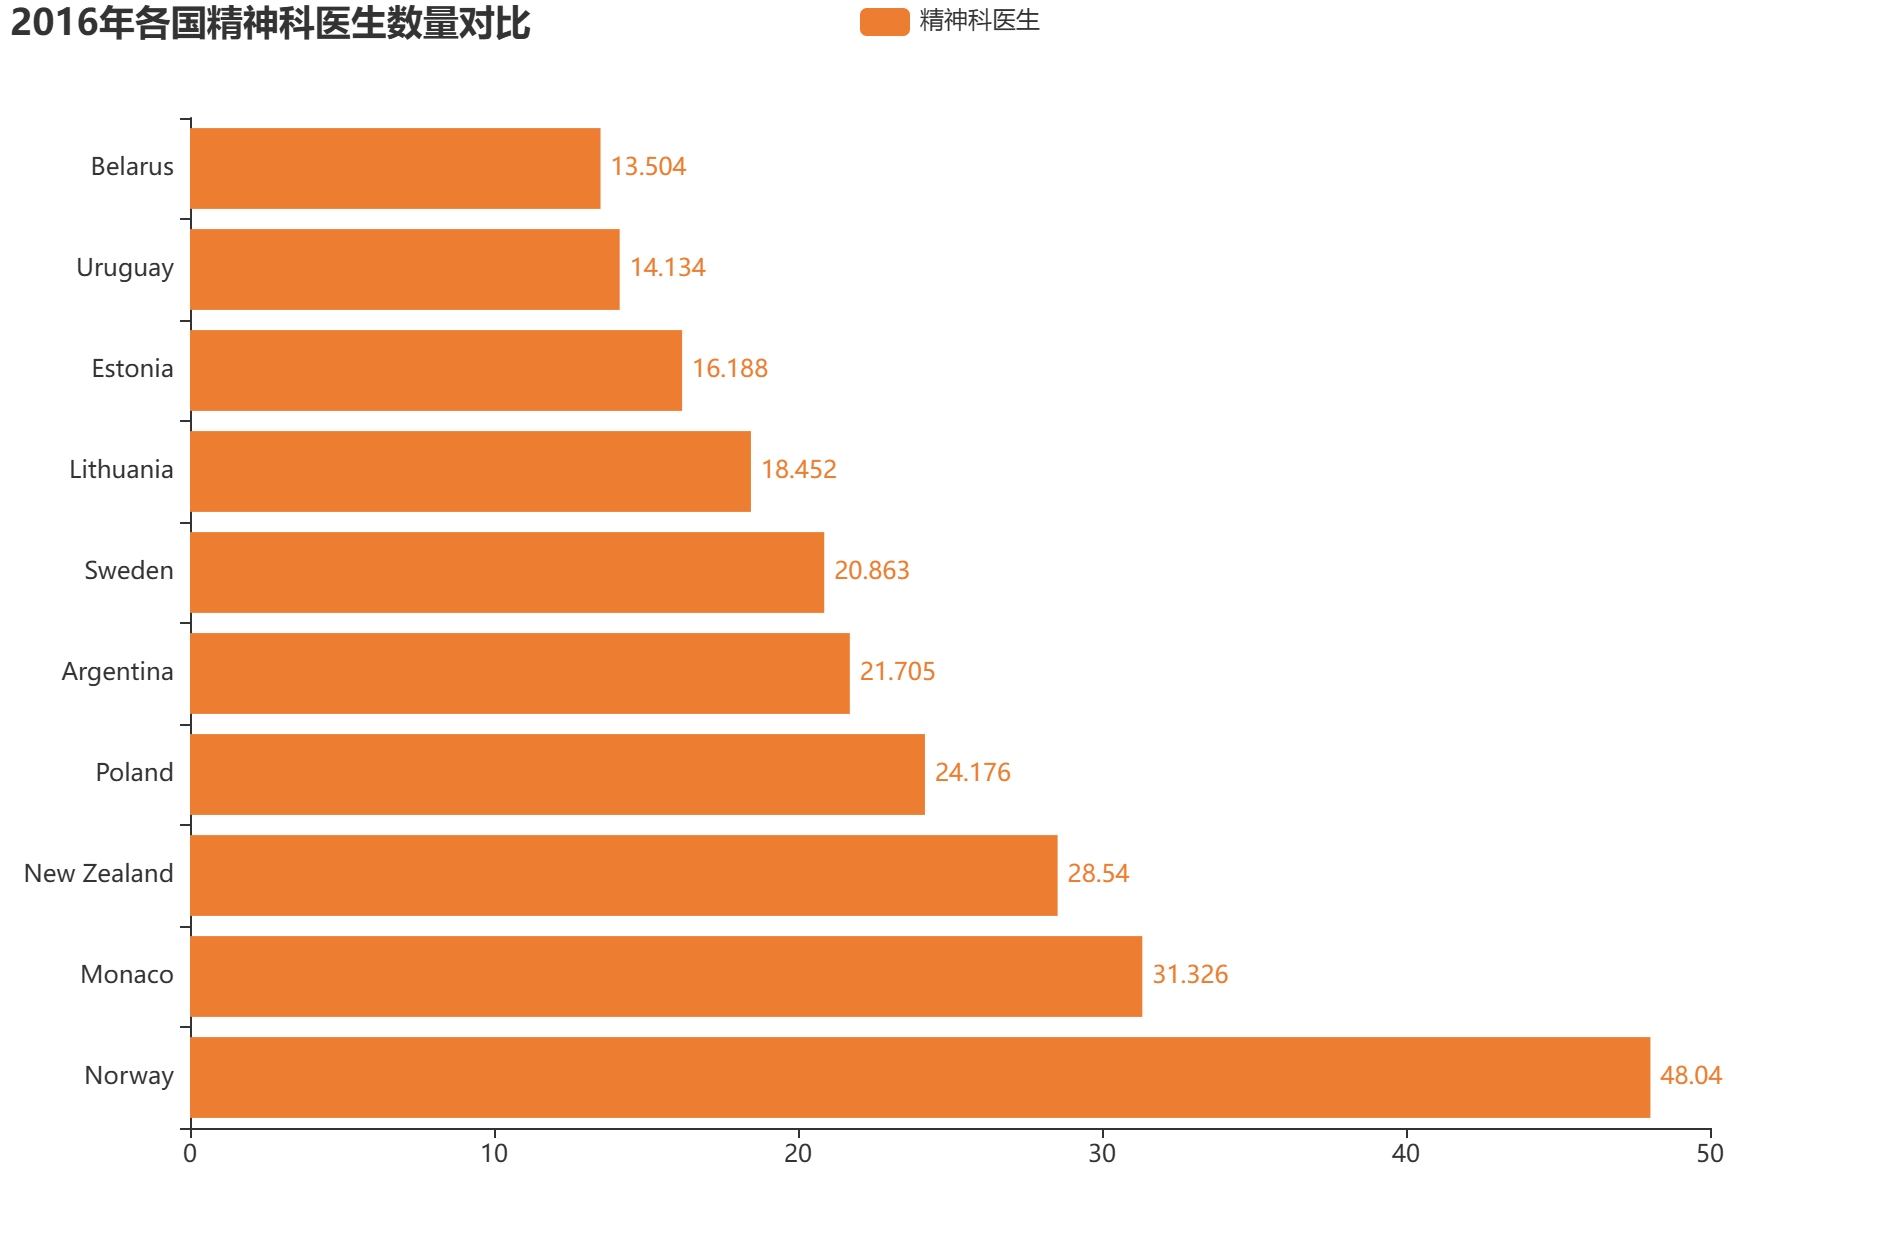 2016年各国精神科医生数量对比
精神科医生
Belarus 13.504
Uruguay 14.134
Estonia 16.188
Lithuania 18.452
Sweden 20.863
Argentina 21.705
Poland 24.176
New Zealand 28.54
Monaco 31.326
Norway 48.04
0 10 20 30 40 50